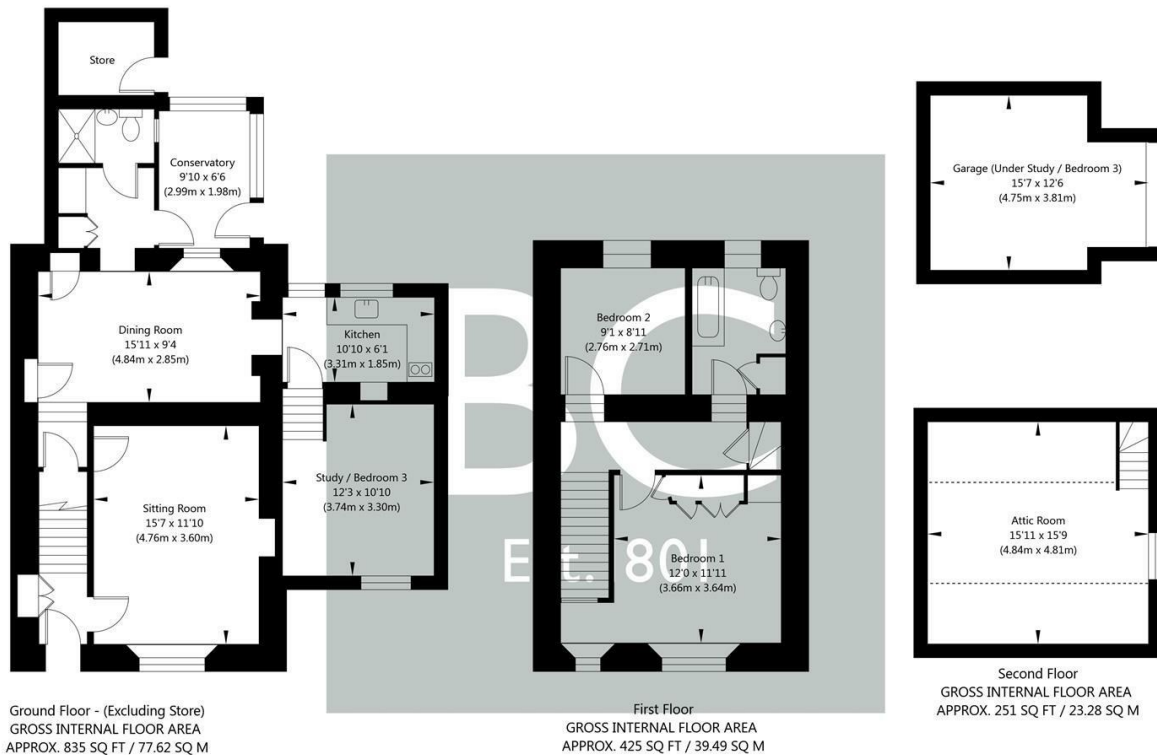 Store
Conservatory
9'10 x 6'6
(2.99m x 1.98m)
Dining Room
15'11 x 9'4
(4.84m x 2.85m)
Kitchen
10'10 x 6'1
(3.31m x 1.85m)
Sitting Room
15'7 x 11'10
(4.76m x 3.60m)
Study / Bedroom 3
12'3 x 10'10
(3.74m x 3.30m)
Ground Floor - (Excluding Store)
GROSS INTERNAL FLOOR AREA
APPROX. 835 SQ FT / 77.62 SQ M
BC
Bedroom 2
9'1 x 8'11
(2.76m x 2.71m)
Bedroom 1
12'0 x 11'11
(3.66m x 3.64m)
First Floor
GROSS INTERNAL FLOOR AREA
APPROX. 425 SQ FT / 39.49 SQ M
Garage (Under Study / Bedroom 3)
15'7 x 12'6
(4.75m x 3.81m)
Attic Room
15'11 x 15'9
(4.84m x 4.81m)
Second Floor
GROSS INTERNAL FLOOR AREA
APPROX. 251 SQ FT / 23.28 SQ M